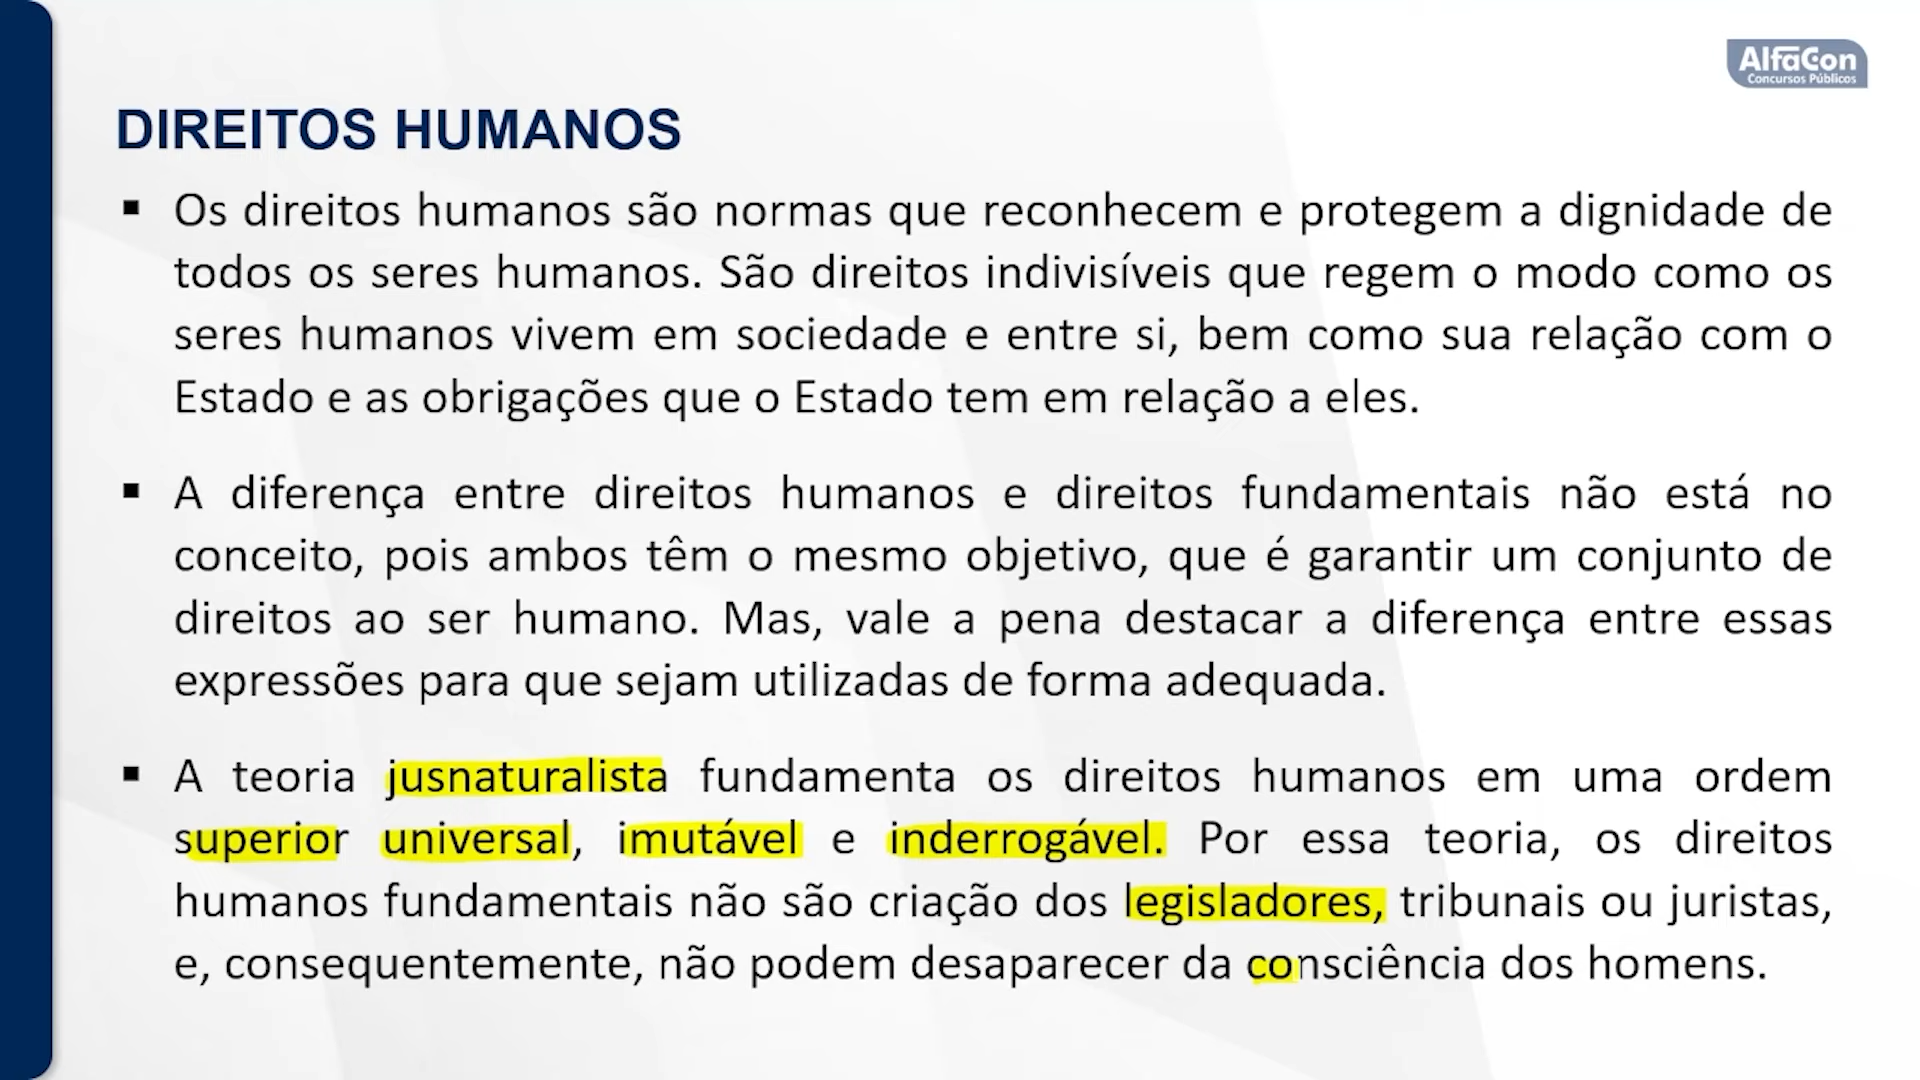 AlfaCon
Concursos Públicos
DIREITOS HUMANOS
▪ Os direitos humanos são normas que reconhecem e protegem a dignidade de
todos os seres humanos. São direitos indivisíveis que regem o modo como os
seres humanos vivem em sociedade e entre si, bem como sua relação com o
Estado e as obrigações que o Estado tem em relação a eles.
▪ A diferença entre direitos humanos e direitos fundamentais não está no
conceito, pois ambos têm o mesmo objetivo, que é garantir um conjunto de
direitos ao ser humano. Mas, vale a pena destacar a diferença entre essas
expressões para que sejam utilizadas de forma adequada.
▪ A teoria jusnaturalista fundamenta os direitos humanos em uma ordem
superior universal, imutável e inderrogável. Por essa teoria, os direitos
humanos fundamentais não são criação dos legisladores, tribunais ou juristas,
e, consequentemente, não podem desaparecer da consciência dos homens.